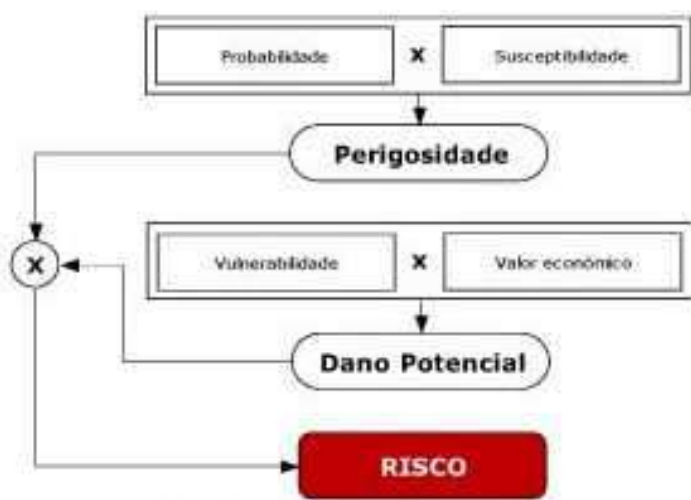 Probabilidade X Susceptibilidade
Perigosidade
X
Vulnerabilidade X Valor económico
Dano Potencial
RISCO